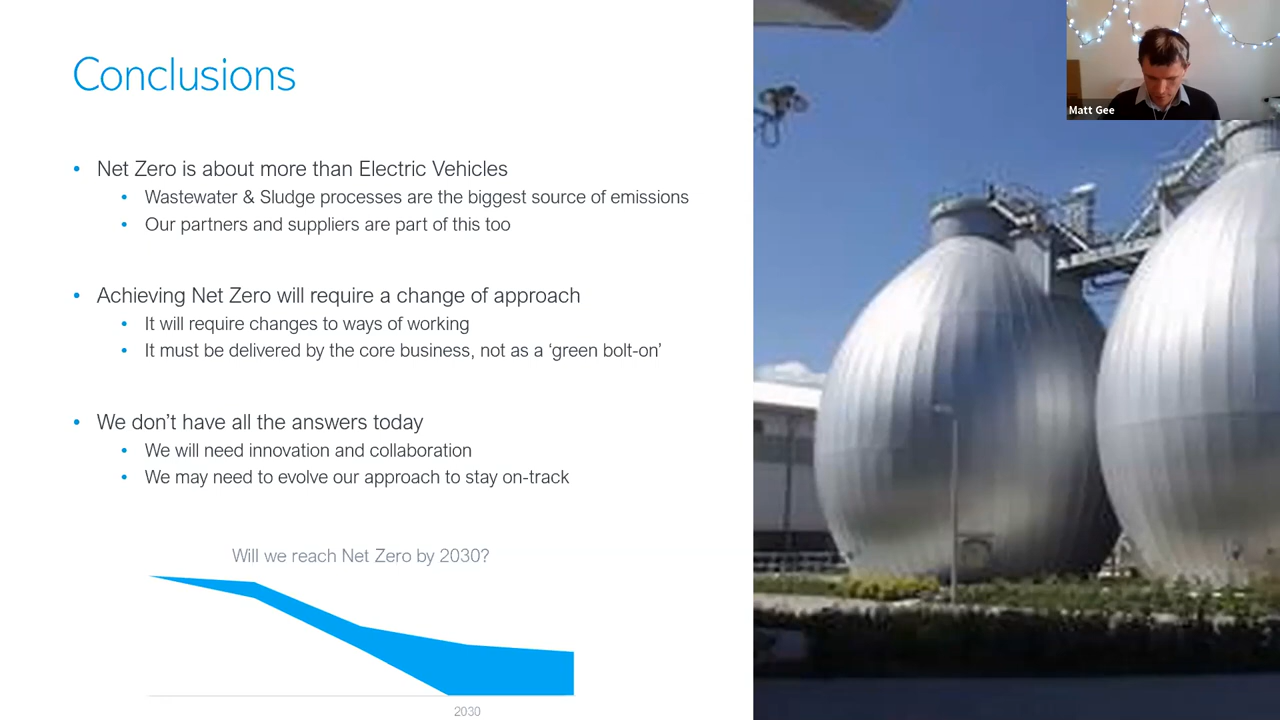 Conclusions
Matt Gee
• Net Zero is about more than Electric Vehicles
• Wastewater & Sludge processes are the biggest source of emissions
• Our partners and suppliers are part of this too
• Achieving Net Zero will require a change of approach
• It will require changes to ways of working
• It must be delivered by the core business, not as a ‘green bolt-on’
• We don’t have all the answers today
• We will need innovation and collaboration
• We may need to evolve our approach to stay on-track
Will we reach Net Zero by 2030?
2030